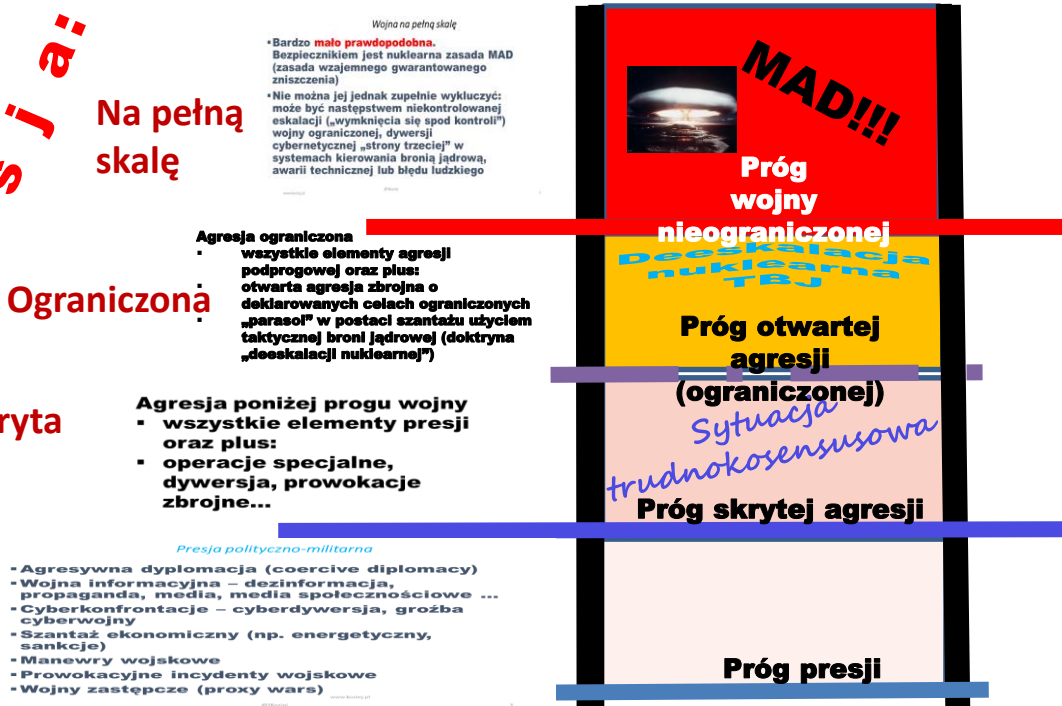 s j a:
Na pełną
skalę
Wojna na pełną skalę
•Bardzo mało prawdopodobna.
Bezpiecznikiem jest nuklearna zasada MAD
(zasada wzajemnego gwarantowanego
zniszczenia)
•Nie można jej jednak zupełnie wykluczyć:
może być następstwem niekontrolowanej
eskalacji („wymknięcia się spod kontroli”)
wojny ograniczonej, dywersji
cybernetycznej „strony trzeciej” w
systemach kierowania bronią jądrową,
awarii technicznej lub błędu ludzkiego
MAD!!!
Próg
wojny
nieograniczonej
Ograniczona
Agresja ograniczona
▪ wszystkie elementy agresji
podprogowej oraz plus:
▪ otwarta agresja zbrojna o
deklarowanych celach ograniczonych
▪ „parasol” w postaci szantażu użyciem
taktycznej broni jądrowej (doktryna
„deeskalacji nuklearnej”)
Deeskalacja
nuklearna
TBJ
Próg otwartej
agresji
(ograniczonej)
ryta
Agresja poniżej progu wojny
▪ wszystkie elementy presji
oraz plus:
▪ operacje specjalne,
dywersja, prowokacje
zbrojne...
Sytuacja
trudnokosensusowa
Próg skrytej agresji
Presja polityczno-militarna
▪Agresywna dyplomacja (coercive diplomacy)
▪Wojna informacyjna – dezinformacja,
propaganda, media, media społecznościowe ...
▪Cyberkonfrontacje – cyberdywersja, groźba
cyberwojny
▪Szantaż ekonomiczny (np. energetyczny,
sankcje)
▪Manewry wojskowe
▪Prowokacyjne incydenty wojskowe
▪Wojny zastępcze (proxy wars)
www.koziej.pl
Próg presji